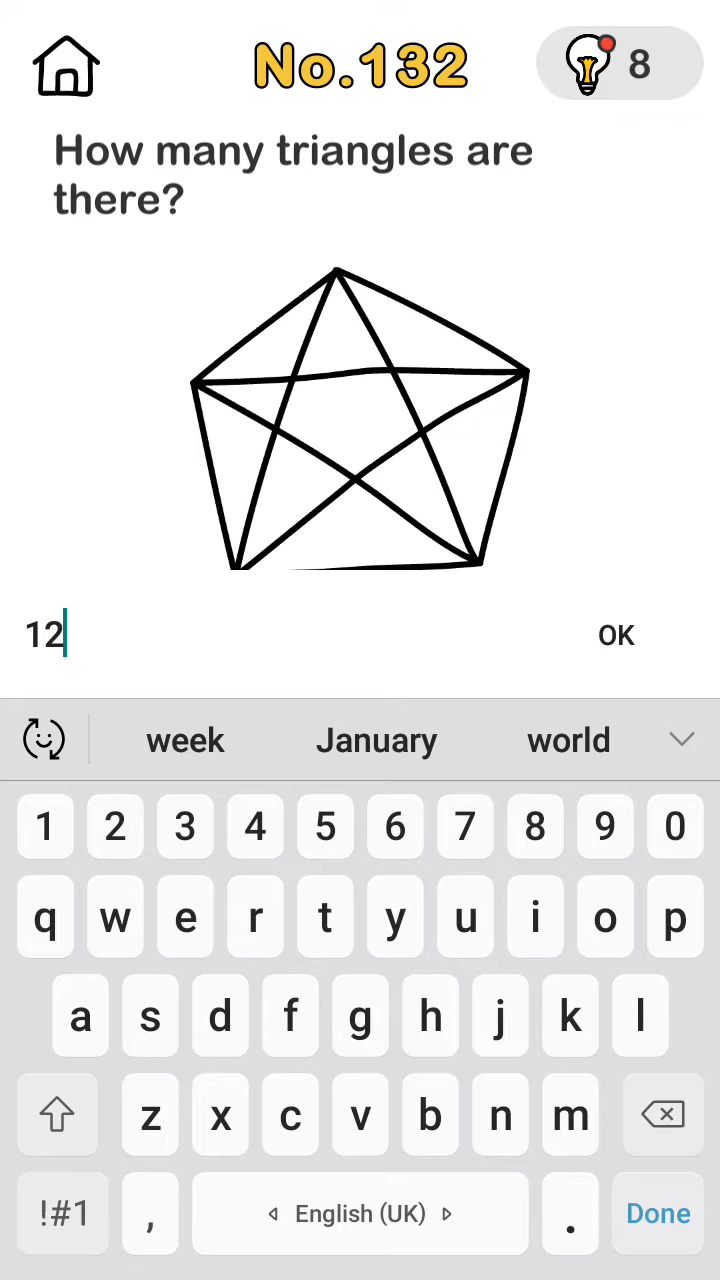 No.132
8
How many triangles are
there?
12
OK
week January world
1 2 3 4 5 6 7 8 9 0
q w e r t y u i o p
a s d f g h j k l
z x c v b n m
!#1 , English (UK) . Done